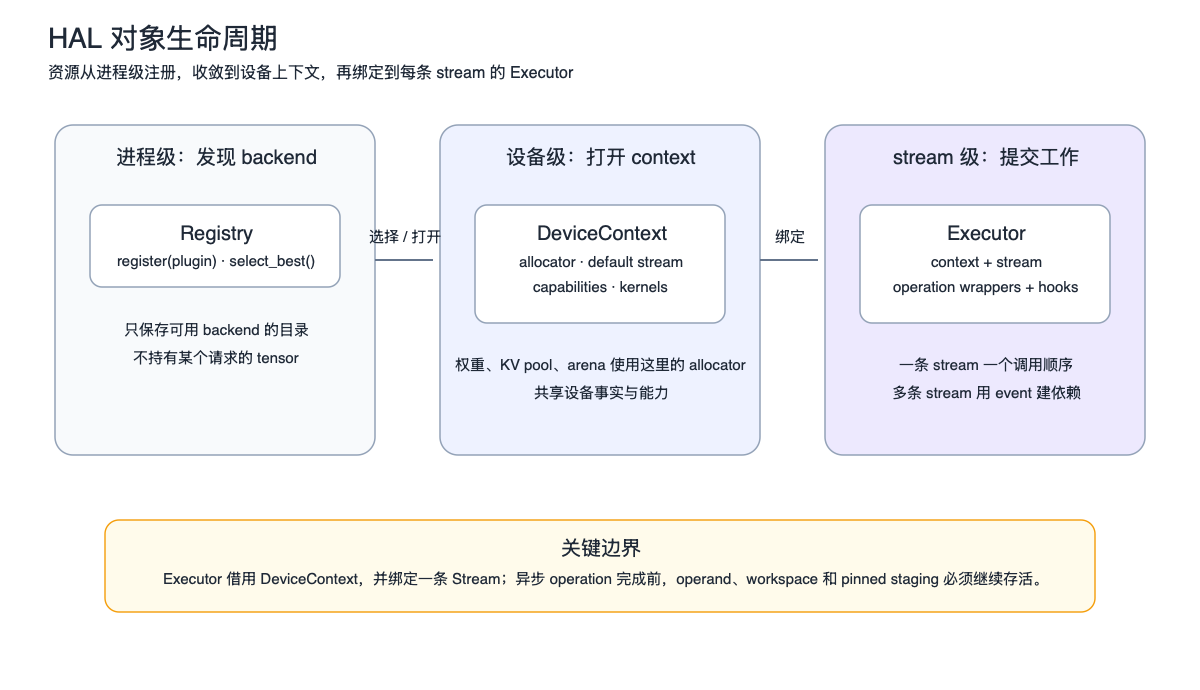 HAL 对象生命周期
资源从进程级注册，收敛到设备上下文，再绑定到每条 stream 的 Executor
进程级：发现 backend
Registry
register(plugin) · select_best()
只保存可用 backend 的目录
不持有某个请求的 tensor
选择 / 打开
设备级：打开 context
DeviceContext
allocator · default stream
capabilities · kernels
权重、KV pool、arena 使用这里的 allocator
共享设备事实与能力
绑定
stream 级：提交工作
Executor
context + stream
operation wrappers + hooks
一条 stream 一个调用顺序
多条 stream 用 event 建依赖
关键边界
Executor 借用 DeviceContext，并绑定一条 Stream；异步 operation 完成前，operand、workspace 和 pinned staging 必须继续存活。